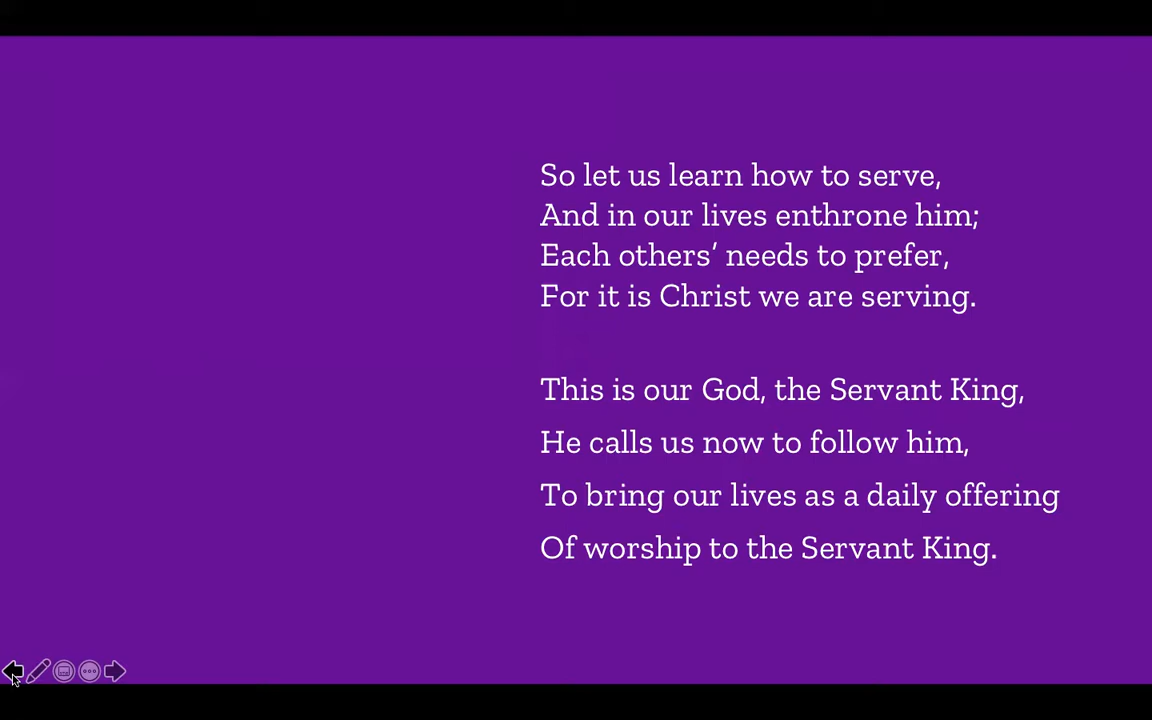 So let us learn how to serve,
And in our lives enthrone him;
Each others’ needs to prefer,
For it is Christ we are serving.
This is our God, the Servant King,
He calls us now to follow him,
To bring our lives as a daily offering
Of worship to the Servant King.